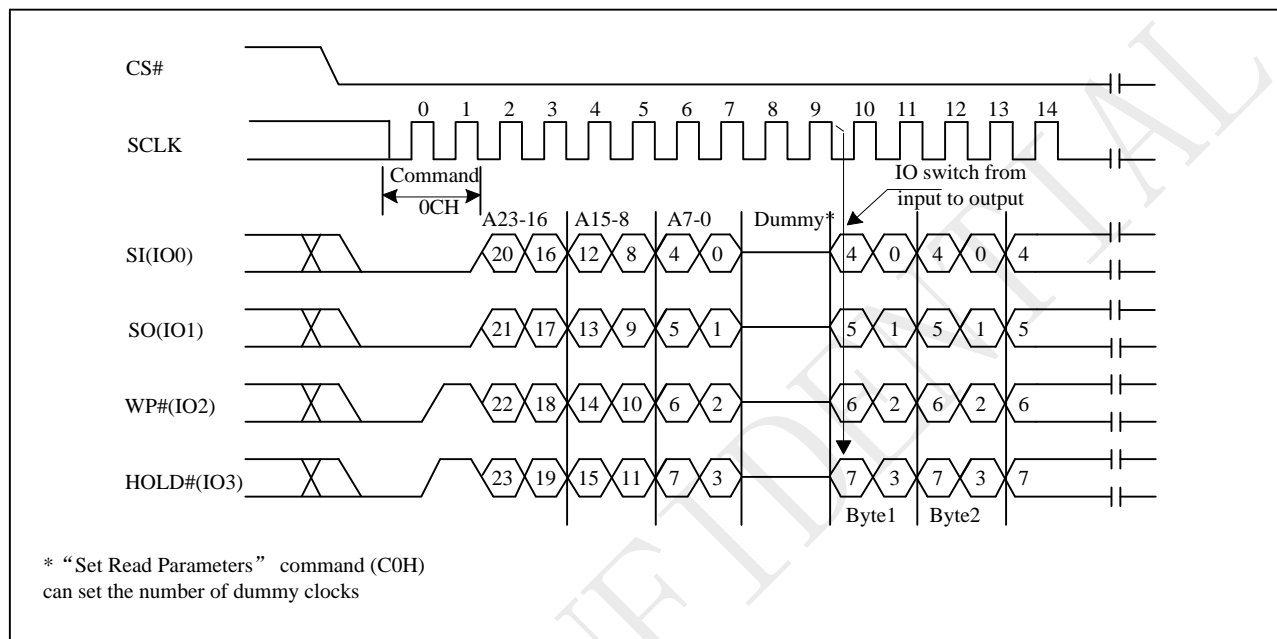 CS#
0 1 2 3 4 5 6 7 8 9 10 11 12 13 14
SCLK
Command
0CH
IO switch from
input to output
A23-16 A15-8 A7-0 Dummy*
SI(IO0) 20 16 12 8 4 0 4 0 4 0 4
SO(IO1) 21 17 13 9 5 1 5 1 5 1 5
WP#(IO2) 22 18 14 10 6 2 6 2 6 2 6
HOLD#(IO3) 23 19 15 11 7 3 7 3 7 3 7
Byte1 Byte2
* “Set Read Parameters” command (C0H)
can set the number of dummy clocks